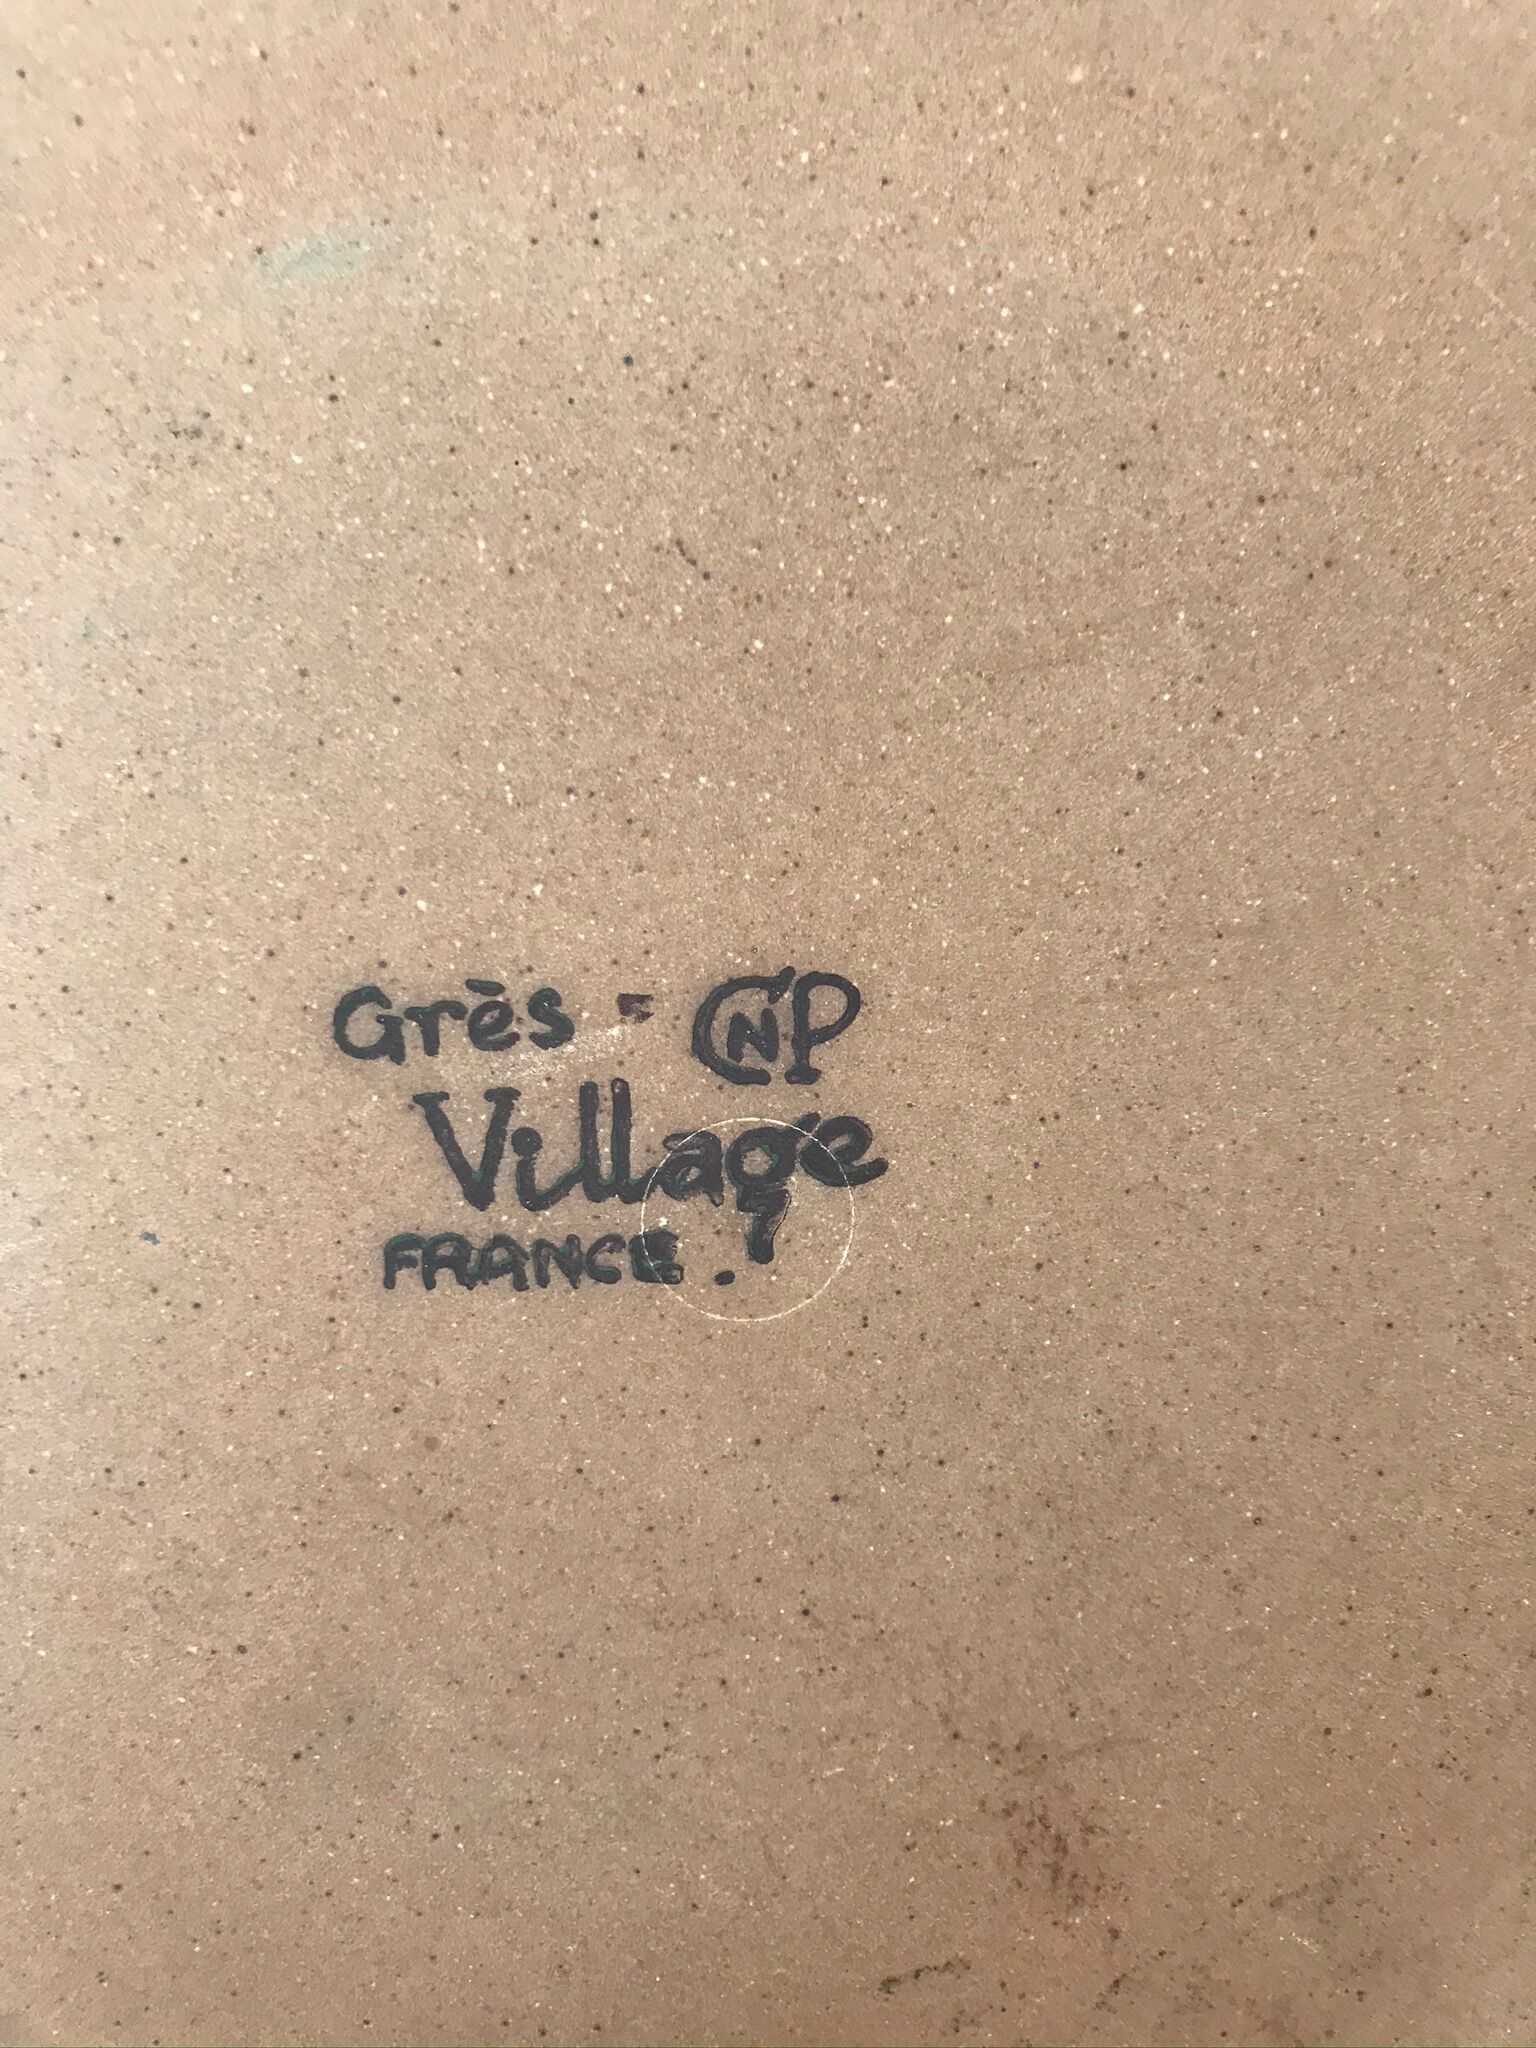 Grès - CNP
Village
FRANCE.